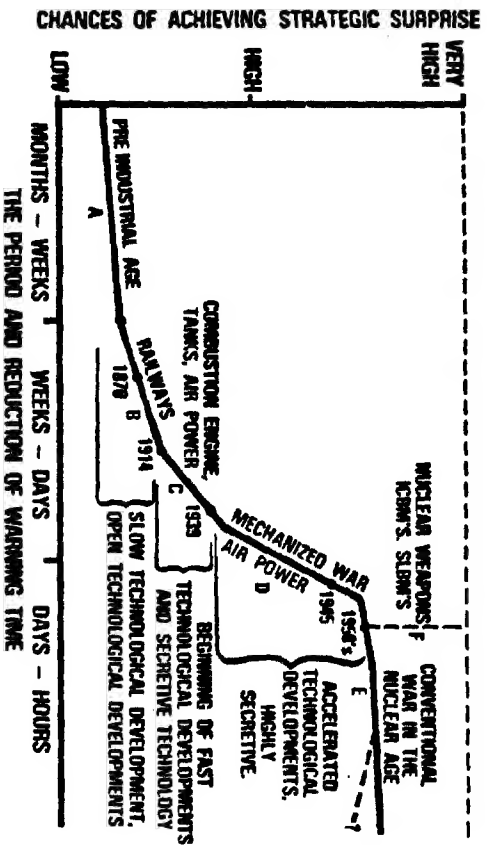 CHANCES OF ACHIEVING STRATEGIC SURPRISE
VERY
HIGH
HIGH
LOW
NUCLEAR WEAPONS
ICBM'S, SLBM'S
F
CONVENTIONAL
WAR IN THE
NUCLEAR AGE
?
E
1950's
1945
MECHANIZED WAR
AIR POWER
D
ACCELERATED
TECHNOLOGICAL
DEVELOPMENTS.
HIGHLY
SECRETIVE.
COMBUSTION ENGINE,
TANKS, AIR POWER
1939
C
BEGINNING OF FAST
TECHNOLOGICAL DEVELOPMENTS
AND SECRETIVE TECHNOLOGY
RAILWAYS
1914
B
1870
SLOW TECHNOLOGICAL DEVELOPMENT,
OPEN TECHNOLOGICAL DEVELOPMENTS
PRE INDUSTRIAL AGE
A
MONTHS – WEEKS
WEEKS – DAYS
DAYS – HOURS
THE PERIOD AND REDUCTION OF WARNING TIME